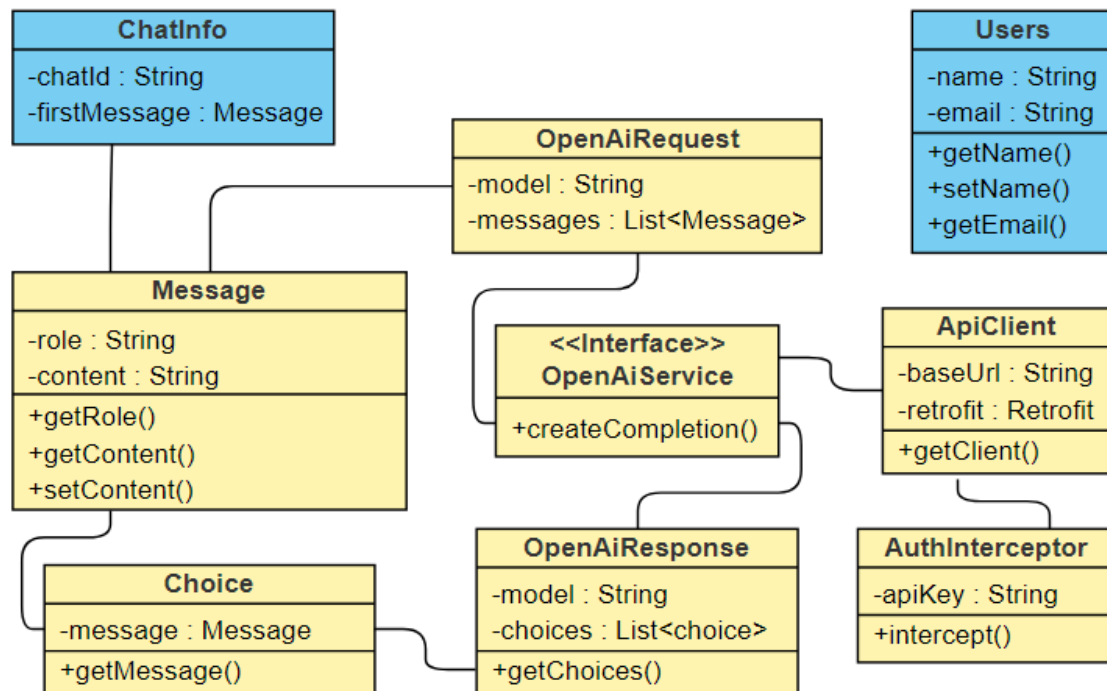 ChatInfo
-chatId : String
-firstMessage : Message
Users
-name : String
-email : String
+getName()
+setName()
+getEmail()
OpenAiRequest
-model : String
-messages : List<Message>
Message
-role : String
-content : String
+getRole()
+getContent()
+setContent()
<<Interface>>
OpenAiService
+createCompletion()
ApiClient
-baseUrl : String
-retrofit : Retrofit
+getClient()
Choice
-message : Message
+getMessage()
OpenAiResponse
-model : String
-choices : List<choice>
+getChoices()
AuthInterceptor
-apiKey : String
+intercept()